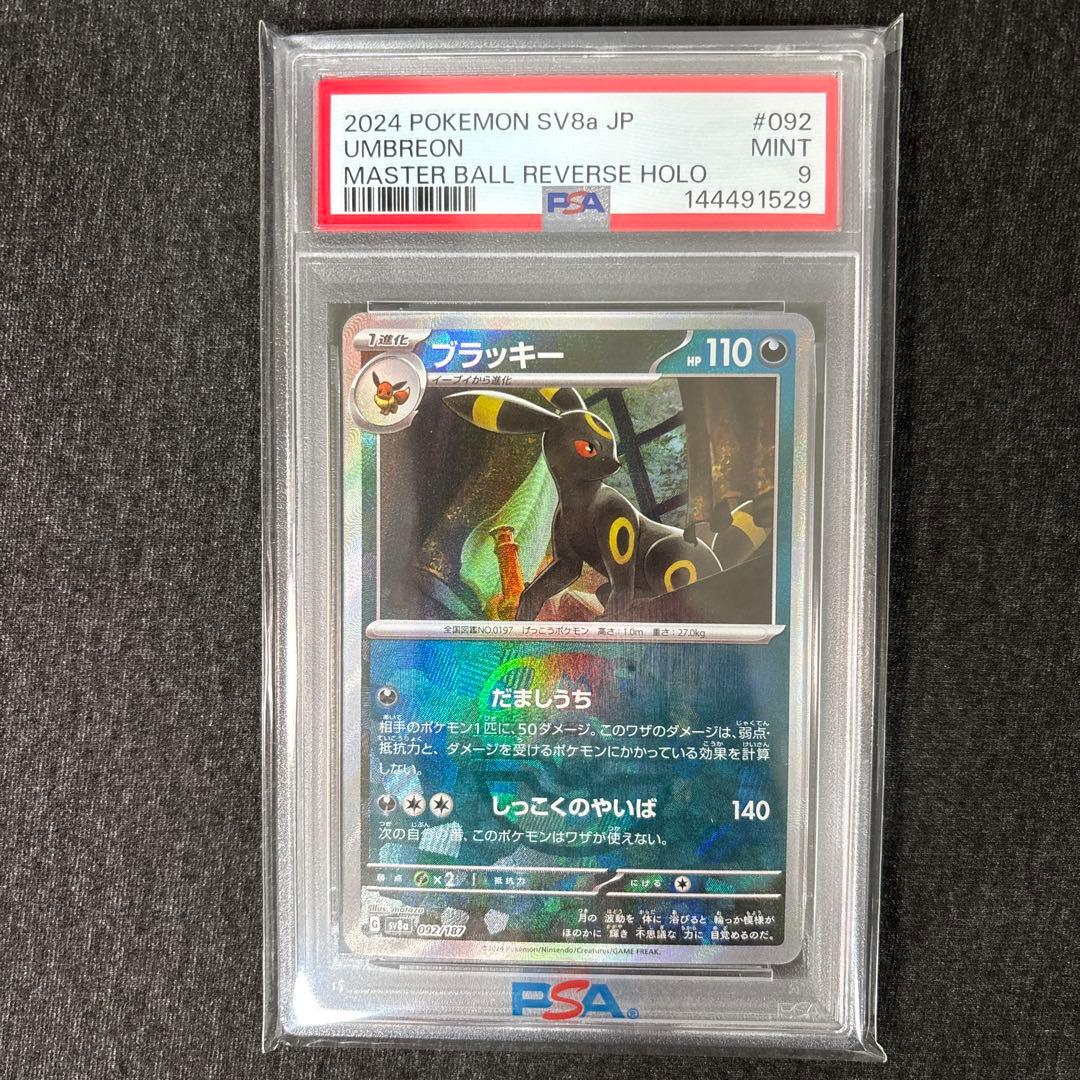 2024 POKEMON SV8a JP #092
UMBREON MINT
MASTER BALL REVERSE HOLO 9
PSA 144491529
1進化
ブラッキー
HP 110
イーブイから進化
全国図鑑NO.0197 げっこうポケモン 高さ:1.0m 重さ:27.0kg
だましうち
相手のポケモン1匹に、50ダメージ。このワザのダメージは、弱点・
抵抗力と、ダメージを受けるポケモンにかかっている効果を計算
しない。
しっこくのやいば 140
次の自分の番、このポケモンはワザが使えない。
弱点 ×2 抵抗力 にげる
Illus. matazo
G sv8a 092/187
月の波動を体に浴びると輪っか模様が
ほのかに輝き不思議な力に目覚めるのだ。
©2024 Pokémon/Nintendo/Creatures/GAME FREAK.
PSA®